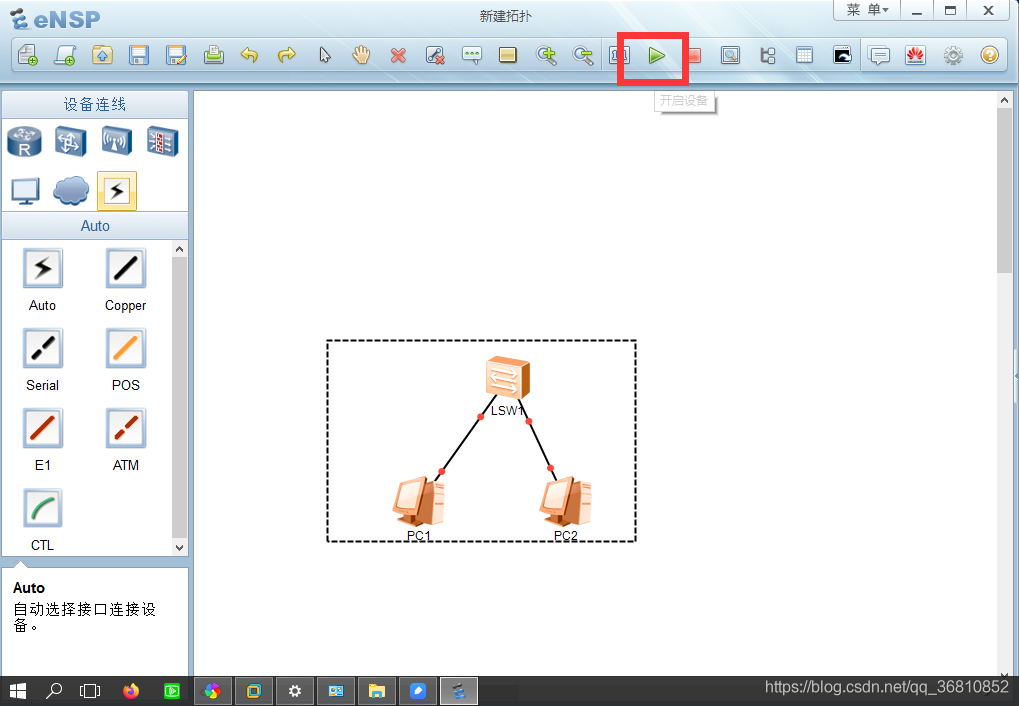 eNSP
新建拓扑
菜 单
开启设备
设备连线
R
Auto
Auto
Copper
Serial
POS
E1
ATM
CTL
Auto
自动选择接口连接设
备。
LSW1
PC1
PC2
https://blog.csdn.net/qq_36810852